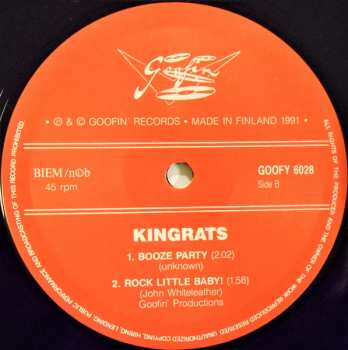 Goofin'
• ℗ & © GOOFIN' RECORDS • MADE IN FINLAND 1991 •
BIEM/n©b
45 rpm
GOOFY 6028
Side B
KINGRATS
1. BOOZE PARTY (2.02)
(unknown)
2. ROCK LITTLE BABY! (1.58)
(John Whiteleather)
Goofin' Productions
ALL RIGHTS OF THE PRODUCER AND THE OWNER OF THE WORK REPRODUCED RESERVED. UNAUTHORIZED COPYING, HIRING, LENDING, PUBLIC PERFORMANCE AND BROADCASTING OF THIS RECORD PROHIBITED